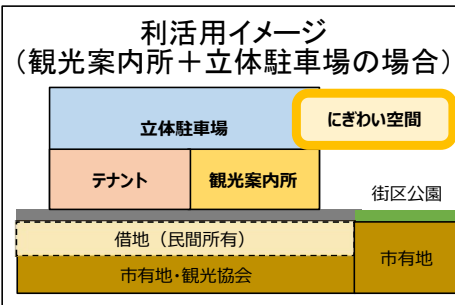 利活用イメージ
（観光案内所＋立体駐車場の場合）
立体駐車場
にぎわい空間
テナント
観光案内所
街区公園
借地（民間所有）
市有地・観光協会
市有地